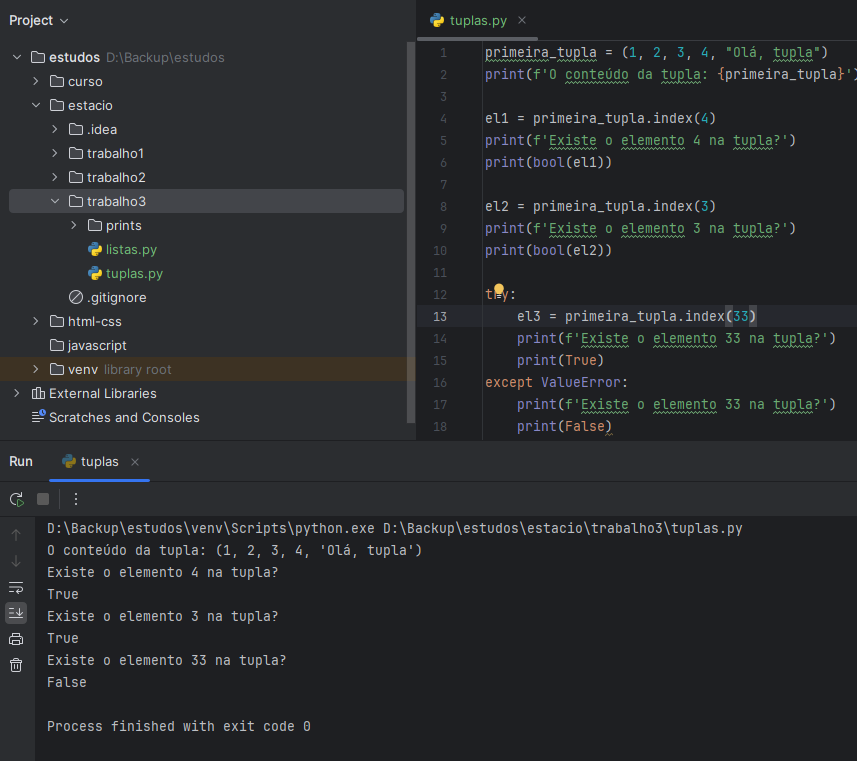 Project
estudos D:\Backup\estudos
curso
estacio
.idea
trabalho1
trabalho2
trabalho3
prints
listas.py
tuplas.py
.gitignore
html-css
javascript
venv library root
External Libraries
Scratches and Consoles
tuplas.py
1 primeira_tupla = (1, 2, 3, 4, "Olá, tupla")
2 print(f'O conteúdo da tupla: {primeira_tupla}')
3
4 el1 = primeira_tupla.index(4)
5 print(f'Existe o elemento 4 na tupla?')
6 print(bool(el1))
7
8 el2 = primeira_tupla.index(3)
9 print(f'Existe o elemento 3 na tupla?')
10 print(bool(el2))
11
12 try:
13 el3 = primeira_tupla.index(33)
14 print(f'Existe o elemento 33 na tupla?')
15 print(True)
16 except ValueError:
17 print(f'Existe o elemento 33 na tupla?')
18 print(False)
Run tuplas
D:\Backup\estudos\venv\Scripts\python.exe D:\Backup\estudos\estacio\trabalho3\tuplas.py
O conteúdo da tupla: (1, 2, 3, 4, 'Olá, tupla')
Existe o elemento 4 na tupla?
True
Existe o elemento 3 na tupla?
True
Existe o elemento 33 na tupla?
False
Process finished with exit code 0